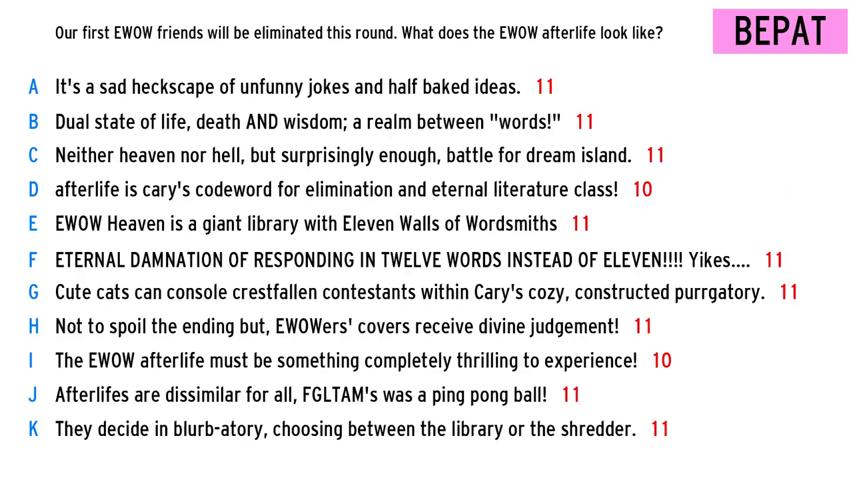 Our first EWOW friends will be eliminated this round. What does the EWOW afterlife look like?
BEPAT
A It's a sad heckscape of unfunny jokes and half baked ideas. 11
B Dual state of life, death AND wisdom; a realm between "words!" 11
C Neither heaven nor hell, but surprisingly enough, battle for dream island. 11
D afterlife is cary's codeword for elimination and eternal literature class! 10
E EWOW Heaven is a giant library with Eleven Walls of Wordsmiths 11
F ETERNAL DAMNATION OF RESPONDING IN TWELVE WORDS INSTEAD OF ELEVEN!!!! Yikes.... 11
G Cute cats can console crestfallen contestants within Cary's cozy, constructed purrgatory. 11
H Not to spoil the ending but, EWOWers' covers receive divine judgement! 11
I The EWOW afterlife must be something completely thrilling to experience! 10
J Afterlifes are dissimilar for all, FGLTAM's was a ping pong ball! 11
K They decide in blurb-atory, choosing between the library or the shredder. 11